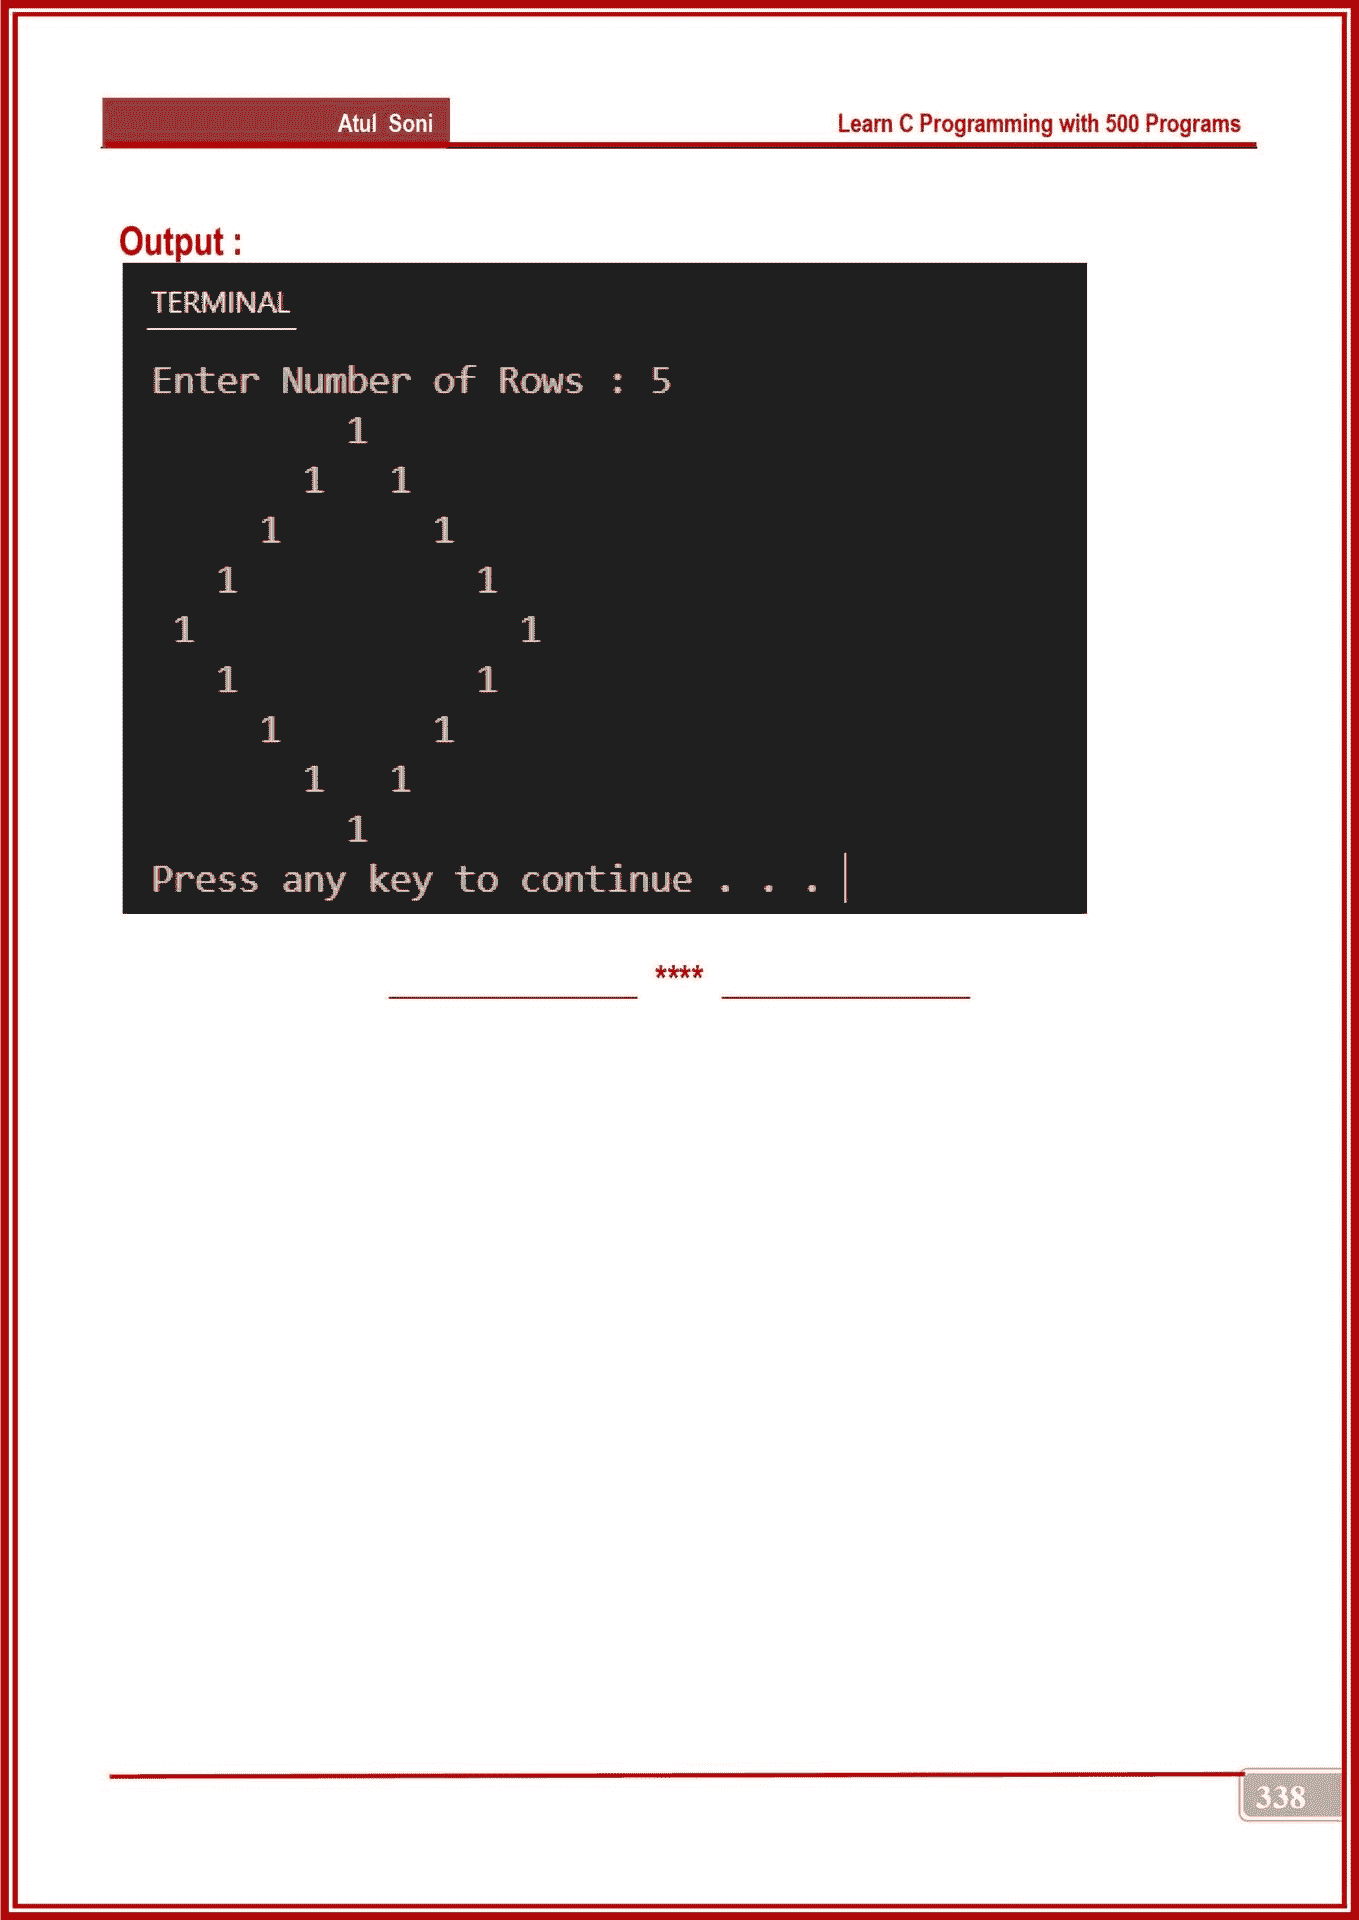 Atul Soni
Learn C Programming with 500 Programs
Output :
TERMINAL
Enter Number of Rows : 5
         1
       1   1
     1       1
   1           1
 1               1
   1           1
     1       1
       1   1
         1
Press any key to continue . . .
****
338